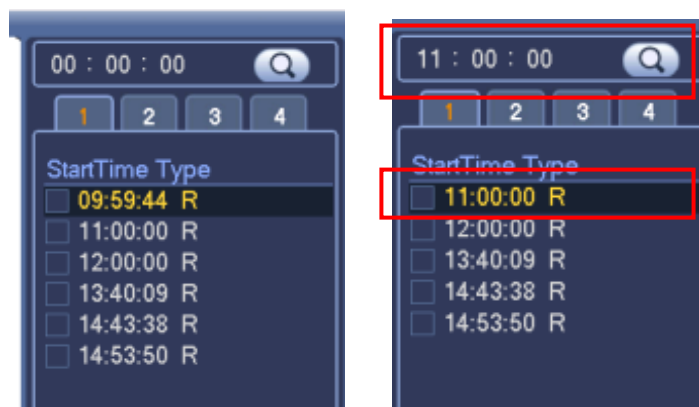 00 : 00 : 00
1 2 3 4
StartTime Type
09:59:44 R
11:00:00 R
12:00:00 R
13:40:09 R
14:43:38 R
14:53:50 R
11 : 00 : 00
1 2 3 4
StartTime Type
11:00:00 R
12:00:00 R
13:40:09 R
14:43:38 R
14:53:50 R